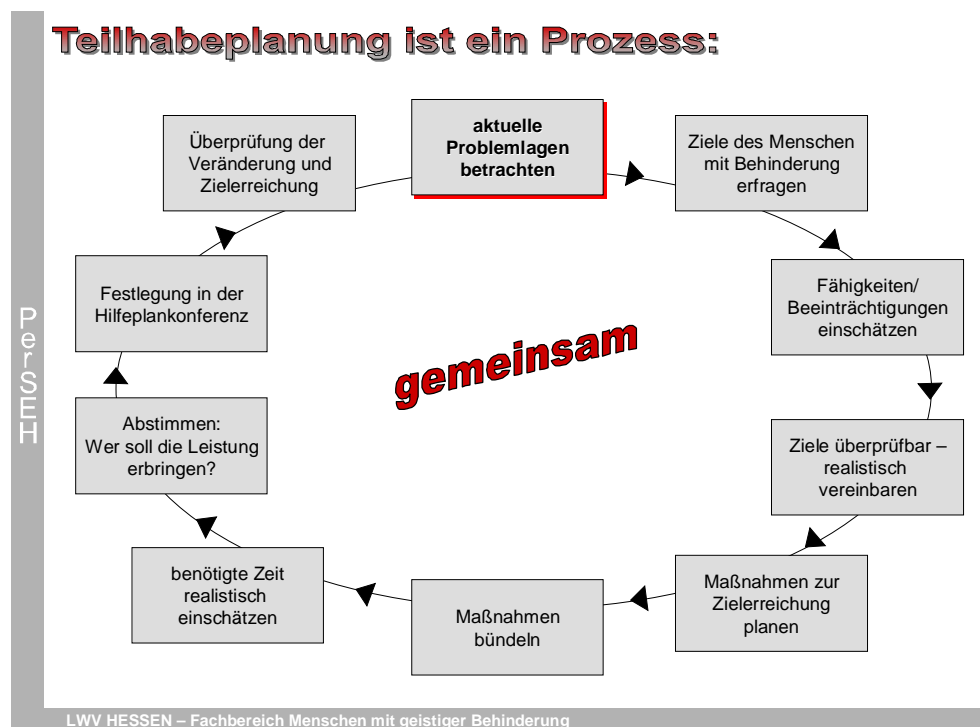 Teilhabeplanung ist ein Prozess:
aktuelle
Problemlagen
betrachten
Ziele des Menschen
mit Behinderung
erfragen
Fähigkeiten/
Beeinträchtigungen
einschätzen
Ziele überprüfbar –
realistisch
vereinbaren
Maßnahmen zur
Zielerreichung
planen
Maßnahmen
bündeln
benötigte Zeit
realistisch
einschätzen
Abstimmen:
Wer soll die Leistung
erbringen?
Festlegung in der
Hilfeplankonferenz
Überprüfung der
Veränderung und
Zielerreichung
gemeinsam
PerSEH
LWV HESSEN – Fachbereich Menschen mit geistiger Behinderung